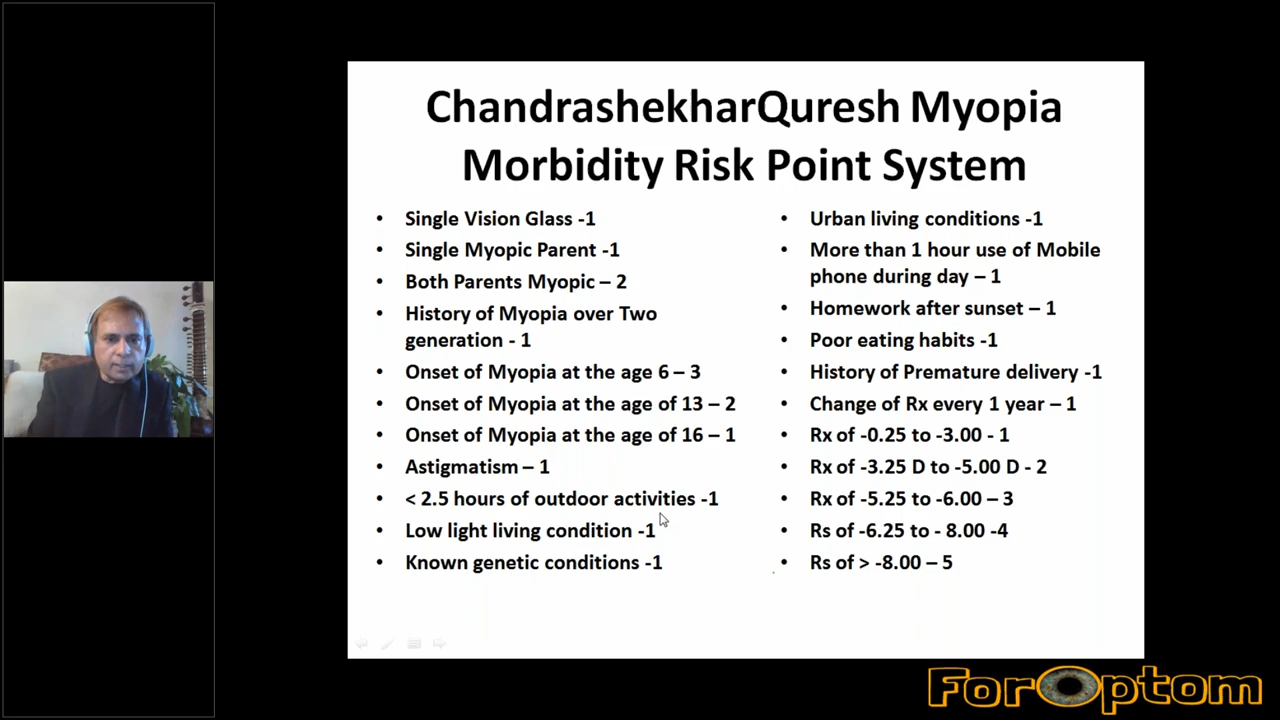 ChandrashekharQuresh Myopia
Morbidity Risk Point System
• Single Vision Glass -1
• Single Myopic Parent -1
• Both Parents Myopic – 2
• History of Myopia over Two
generation - 1
• Onset of Myopia at the age 6 – 3
• Onset of Myopia at the age of 13 – 2
• Onset of Myopia at the age of 16 – 1
• Astigmatism – 1
• < 2.5 hours of outdoor activities -1
• Low light living condition -1
• Known genetic conditions -1
• Urban living conditions -1
• More than 1 hour use of Mobile
phone during day – 1
• Homework after sunset – 1
• Poor eating habits -1
• History of Premature delivery -1
• Change of Rx every 1 year – 1
• Rx of -0.25 to -3.00 - 1
• Rx of -3.25 D to -5.00 D - 2
• Rx of -5.25 to -6.00 – 3
• Rs of -6.25 to - 8.00 -4
• Rs of > -8.00 – 5
ForOptom